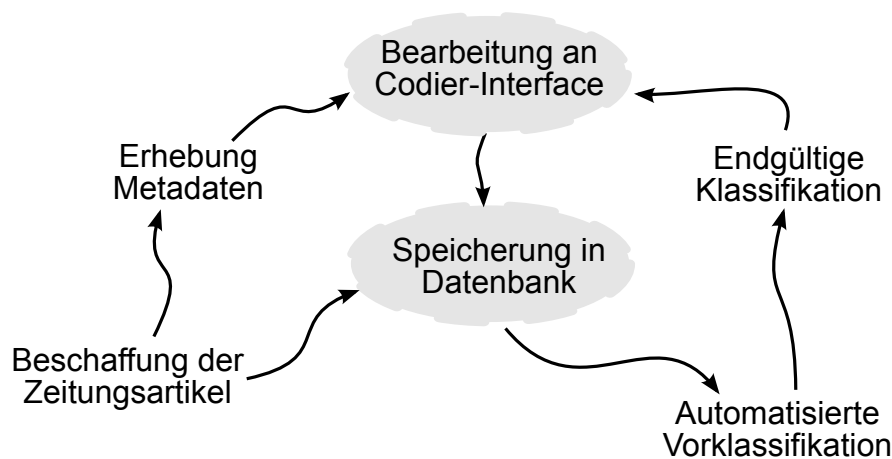 Bearbeitung an
Codier-Interface
Erhebung
Metadaten
Endgültige
Klassifikation
Speicherung in
Datenbank
Beschaffung der
Zeitungsartikel
Automatisierte
Vorklassifikation